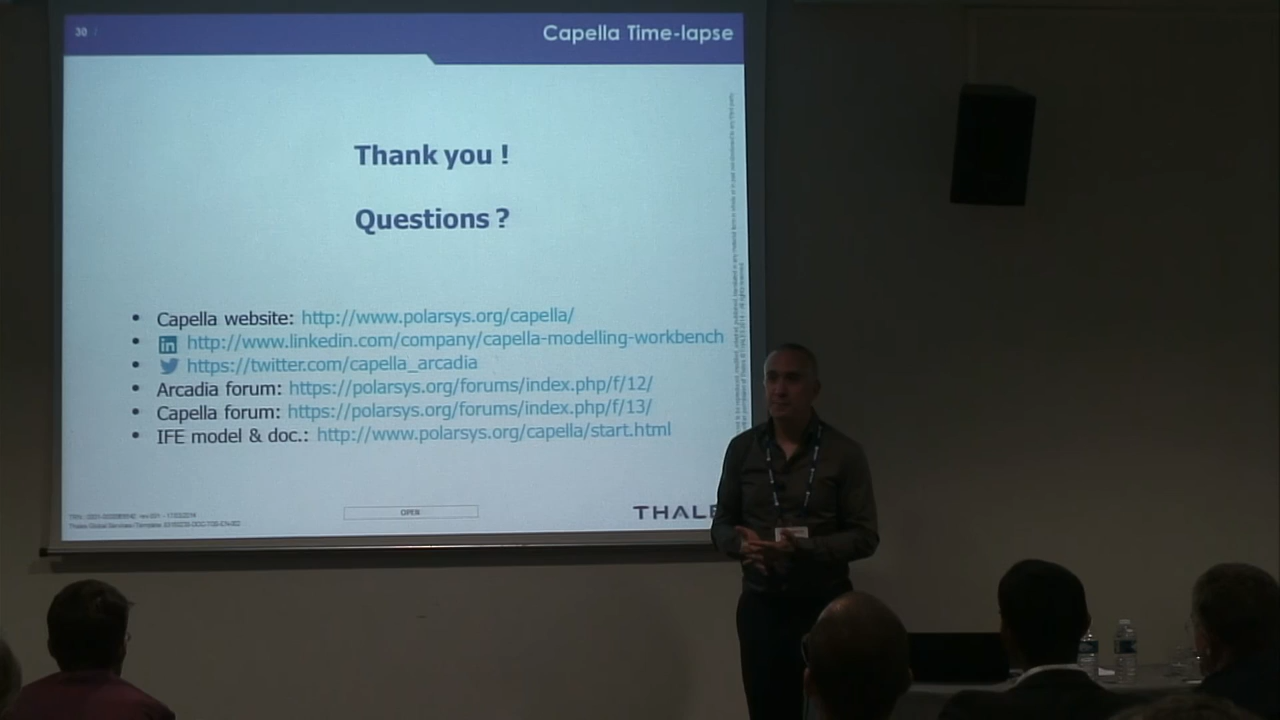 30 /
Capella Time-lapse
Thank you !
Questions ?
• Capella website: http://www.polarsys.org/capella/
• in http://www.linkedin.com/company/capella-modelling-workbench
• https://twitter.com/capella_arcadia
• Arcadia forum: https://polarsys.org/forums/index.php/f/12/
• Capella forum: https://polarsys.org/forums/index.php/f/13/
• IFE model & doc.: http://www.polarsys.org/capella/start.html
OPEN
THALE